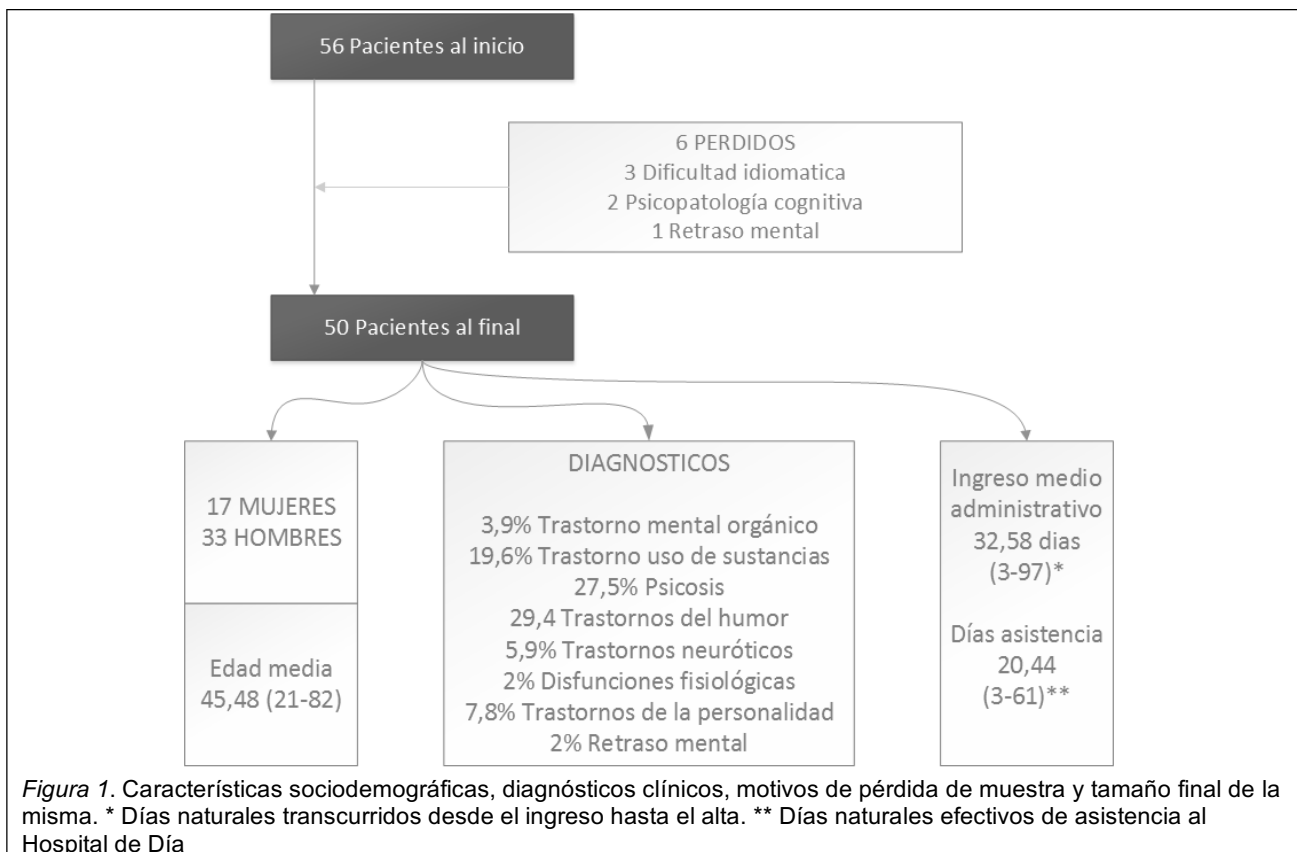 56 Pacientes al inicio
6 PERDIDOS
3 Dificultad idiomatica
2 Psicopatología cognitiva
1 Retraso mental
50 Pacientes al final
17 MUJERES
33 HOMBRES
Edad media
45,48 (21-82)
DIAGNOSTICOS
3,9% Trastorno mental orgánico
19,6% Trastorno uso de sustancias
27,5% Psicosis
29,4 Trastornos del humor
5,9% Trastornos neuróticos
2% Disfunciones fisiológicas
7,8% Trastornos de la personalidad
2% Retraso mental
Ingreso medio
administrativo
32,58 dias
(3-97)*
Días asistencia
20,44
(3-61)**
Figura 1. Características sociodemográficas, diagnósticos clínicos, motivos de pérdida de muestra y tamaño final de la
misma. * Días naturales transcurridos desde el ingreso hasta el alta. ** Días naturales efectivos de asistencia al
Hospital de Día